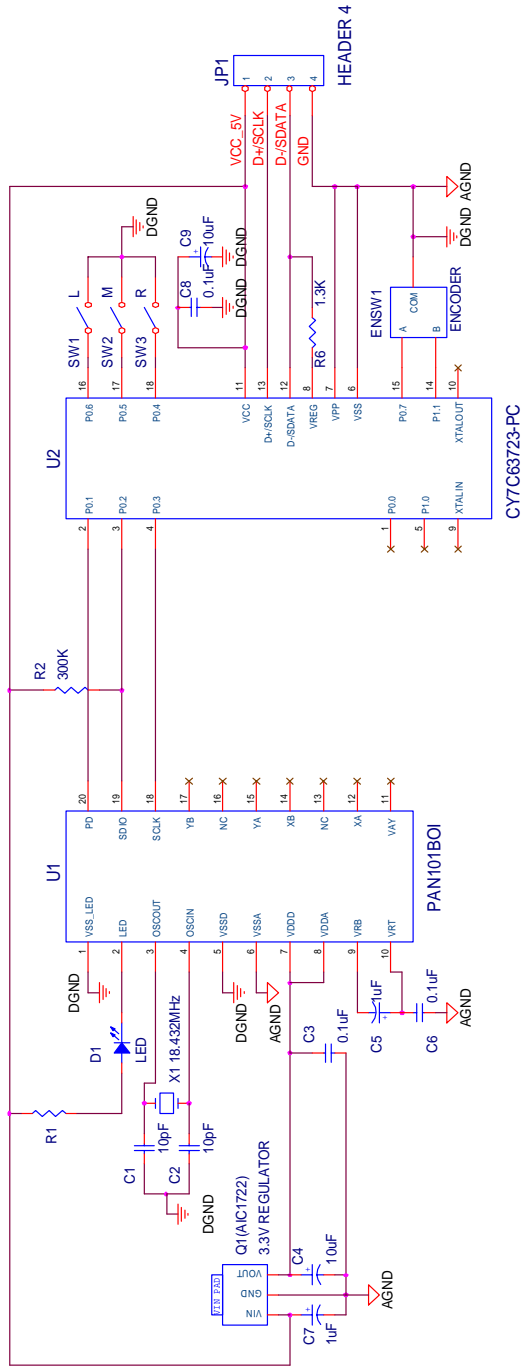 JP1
1
2
3
4
HEADER 4
VCC_5V
D+/SCLK
D-/SDATA
GND
SW1
L
SW2
M
SW3
R
DGND
C8
0.1uF
DGND
C9
10uF
DGND
R6
1.3K
ENSW1
A
B
COM
ENCODER
DGND
AGND
U2
2
P0.1
3
P0.2
4
P0.3
1
P0.0
5
P1.0
9
XTALIN
16
P0.6
17
P0.5
18
P0.4
11
VCC
13
D+/SCLK
12
D-/SDATA
8
VREG
7
VPP
6
VSS
15
P0.7
14
P1.1
10
XTALOUT
CY7C63723-PC
R2
300K
U1
1
VSS_LED
2
LED
3
OSCOUT
4
OSCIN
5
VSSD
6
VSSA
7
VDDD
8
VDDA
9
VRB
10
VRT
20
PD
19
SDIO
18
SCLK
17
YB
16
NC
15
YA
14
XB
13
NC
12
XA
11
VAY
PAN101BOI
DGND
D1
LED
R1
X1 18.432MHz
C1
10pF
C2
10pF
DGND
DGND
AGND
C3
0.1uF
C5
1uF
C6
0.1uF
AGND
Q1(AIC1722)
3.3V REGULATOR
VIN PAD
VIN
GND
VOUT
C4
10uF
C7
1uF
AGND